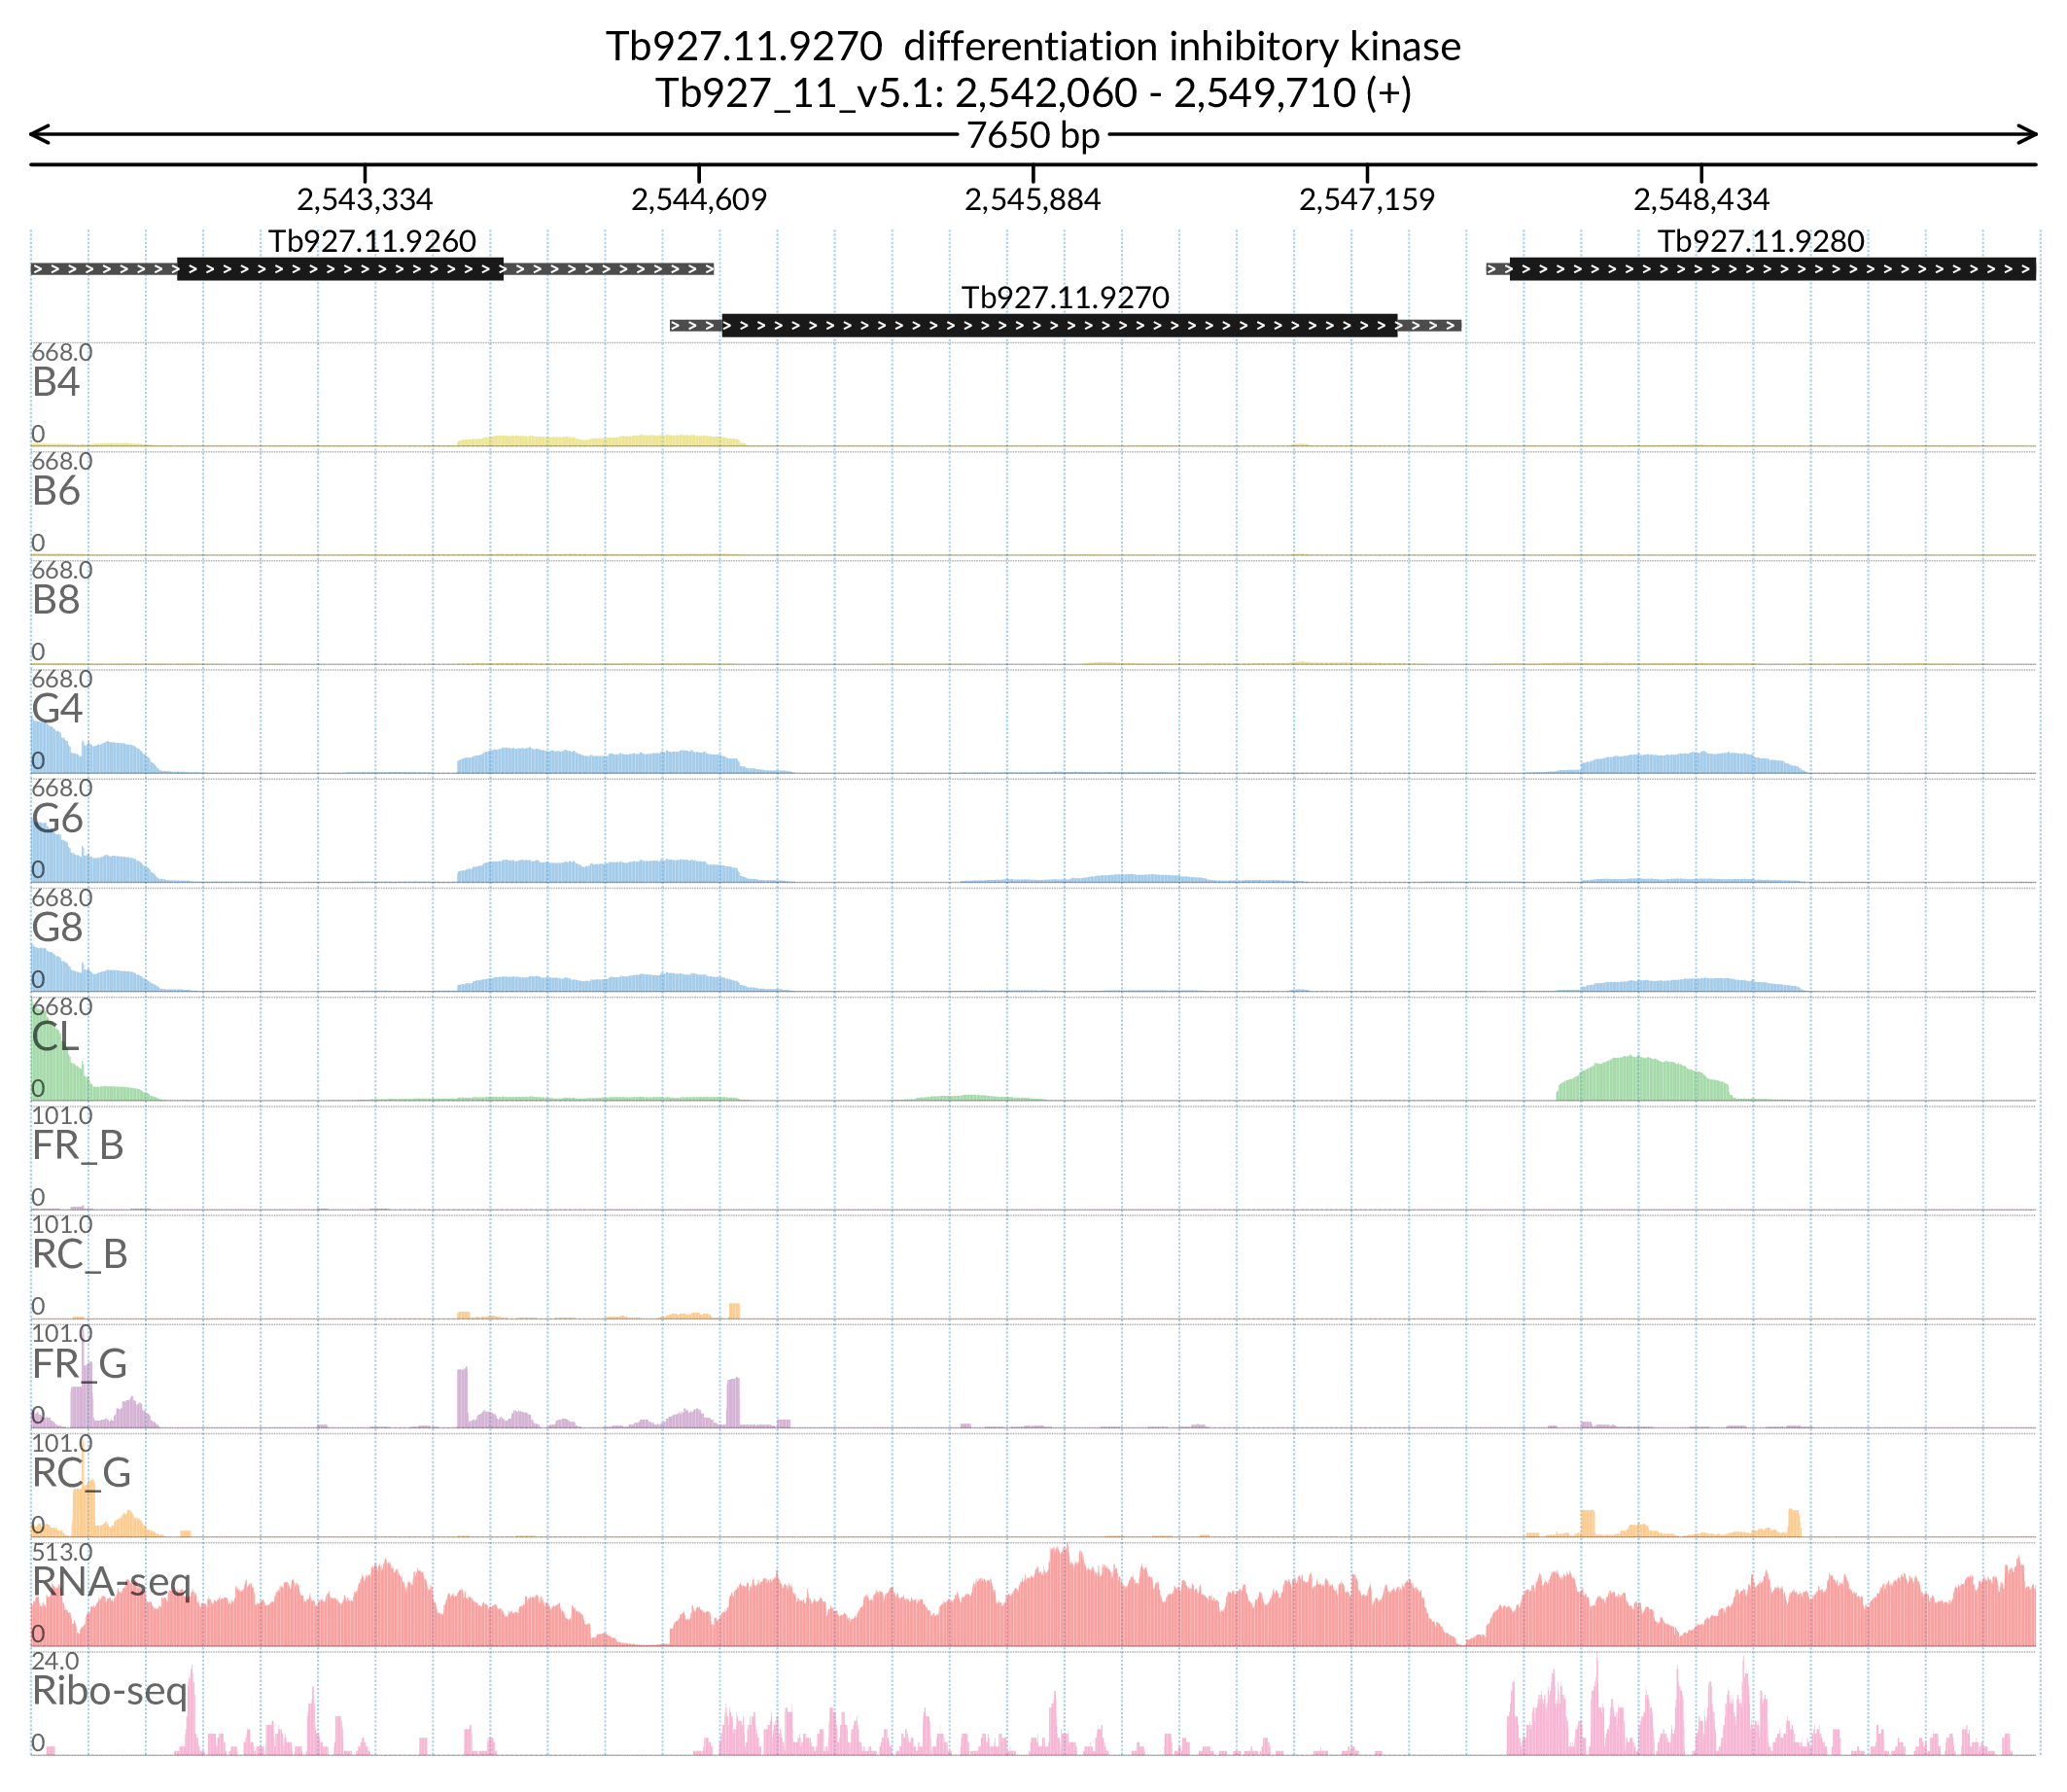 Tb927.11.9270  differentiation inhibitory kinase
Tb927_11_v5.1: 2,542,060 - 2,549,710 (+)
7650 bp
2,543,334 2,544,609 2,545,884 2,547,159 2,548,434
Tb927.11.9260 Tb927.11.9280
Tb927.11.9270
668.0
B4
0
668.0
B6
0
668.0
B8
0
668.0
G4
0
668.0
G6
0
668.0
G8
0
668.0
CL
0
101.0
FR_B
0
101.0
RC_B
0
101.0
FR_G
0
101.0
RC_G
0
513.0
RNA-seq
0
24.0
Ribo-seq
0